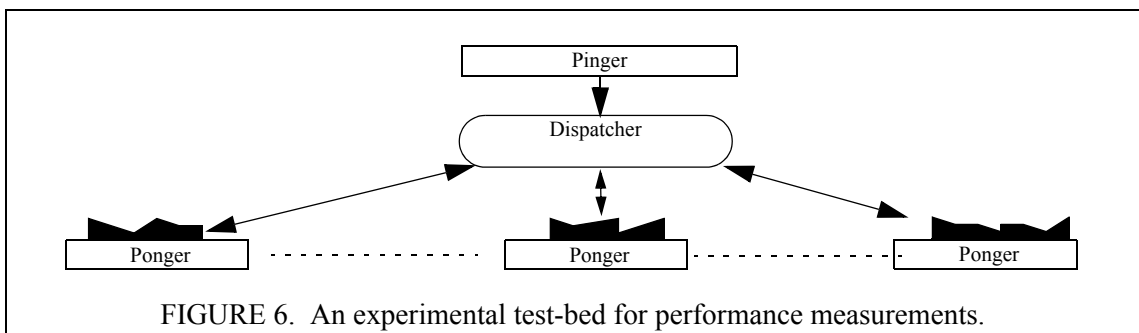 Pinger
Dispatcher
Ponger Ponger Ponger
FIGURE 6. An experimental test-bed for performance measurements.